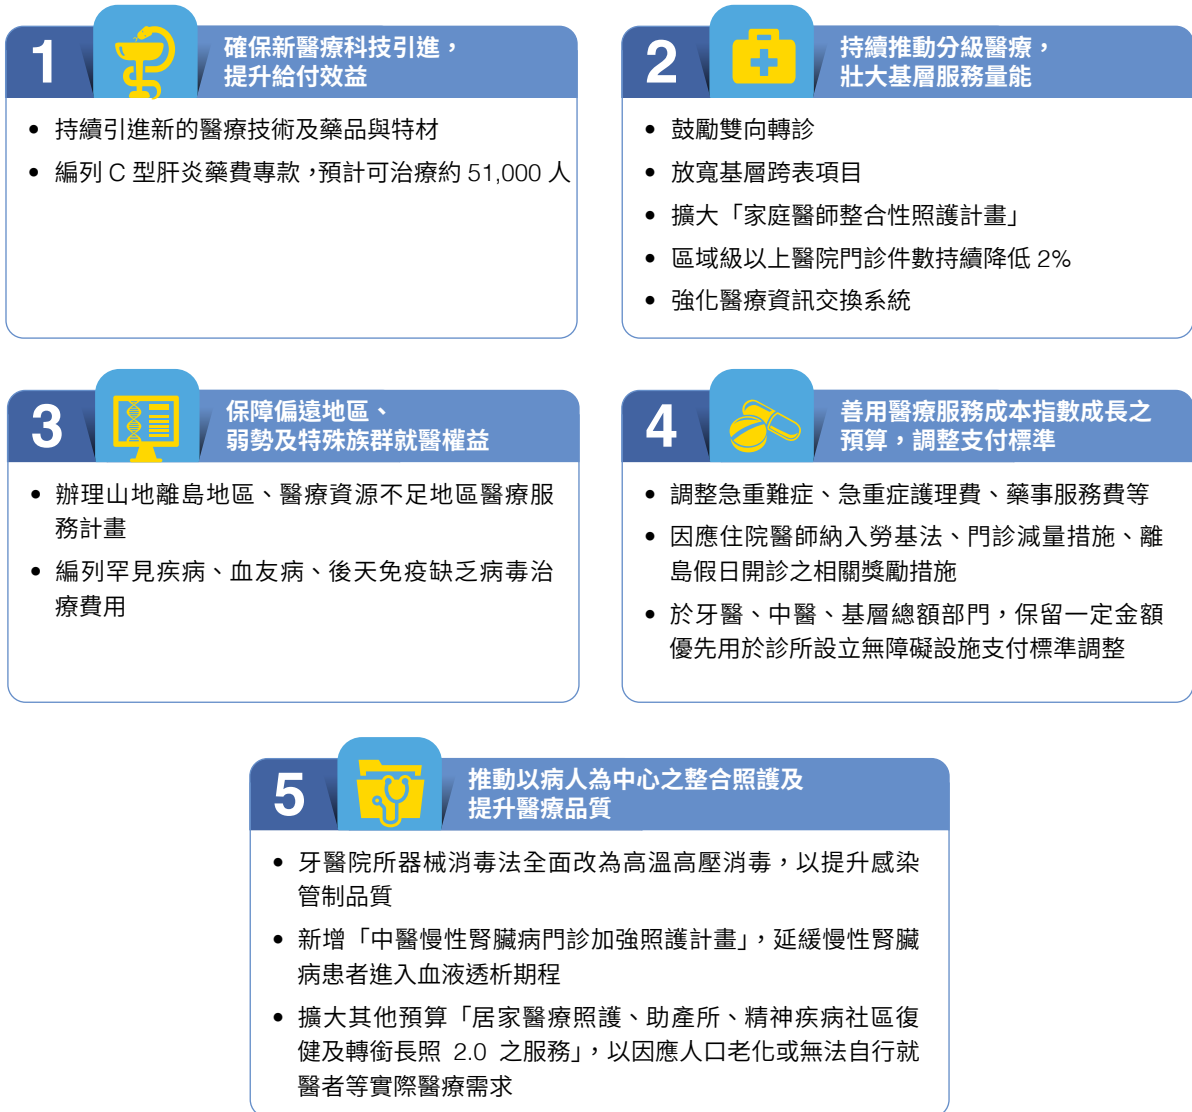 1
確保新醫療科技引進，
提升給付效益
• 持續引進新的醫療技術及藥品與特材
• 編列 C 型肝炎藥費專款，預計可治療約 51,000 人
2
持續推動分級醫療，
壯大基層服務量能
• 鼓勵雙向轉診
• 放寬基層跨表項目
• 擴大「家庭醫師整合性照護計畫」
• 區域級以上醫院門診件數持續降低 2%
• 強化醫療資訊交換系統
3
保障偏遠地區、
弱勢及特殊族群就醫權益
• 辦理山地離島地區、醫療資源不足地區醫療服
務計畫
• 編列罕見疾病、血友病、後天免疫缺乏病毒治
療費用
4
善用醫療服務成本指數成長之
預算，調整支付標準
• 調整急重難症、急重症護理費、藥事服務費等
• 因應住院醫師納入勞基法、門診減量措施、離
島假日開診之相關獎勵措施
• 於牙醫、中醫、基層總額部門，保留一定金額
優先用於診所設立無障礙設施支付標準調整
5
推動以病人為中心之整合照護及
提升醫療品質
• 牙醫院所器械消毒法全面改為高溫高壓消毒，以提升感染
管制品質
• 新增「中醫慢性腎臟病門診加強照護計畫」，延緩慢性腎臟
病患者進入血液透析期程
• 擴大其他預算「居家醫療照護、助產所、精神疾病社區復
健及轉銜長照 2.0 之服務」，以因應人口老化或無法自行就
醫者等實際醫療需求